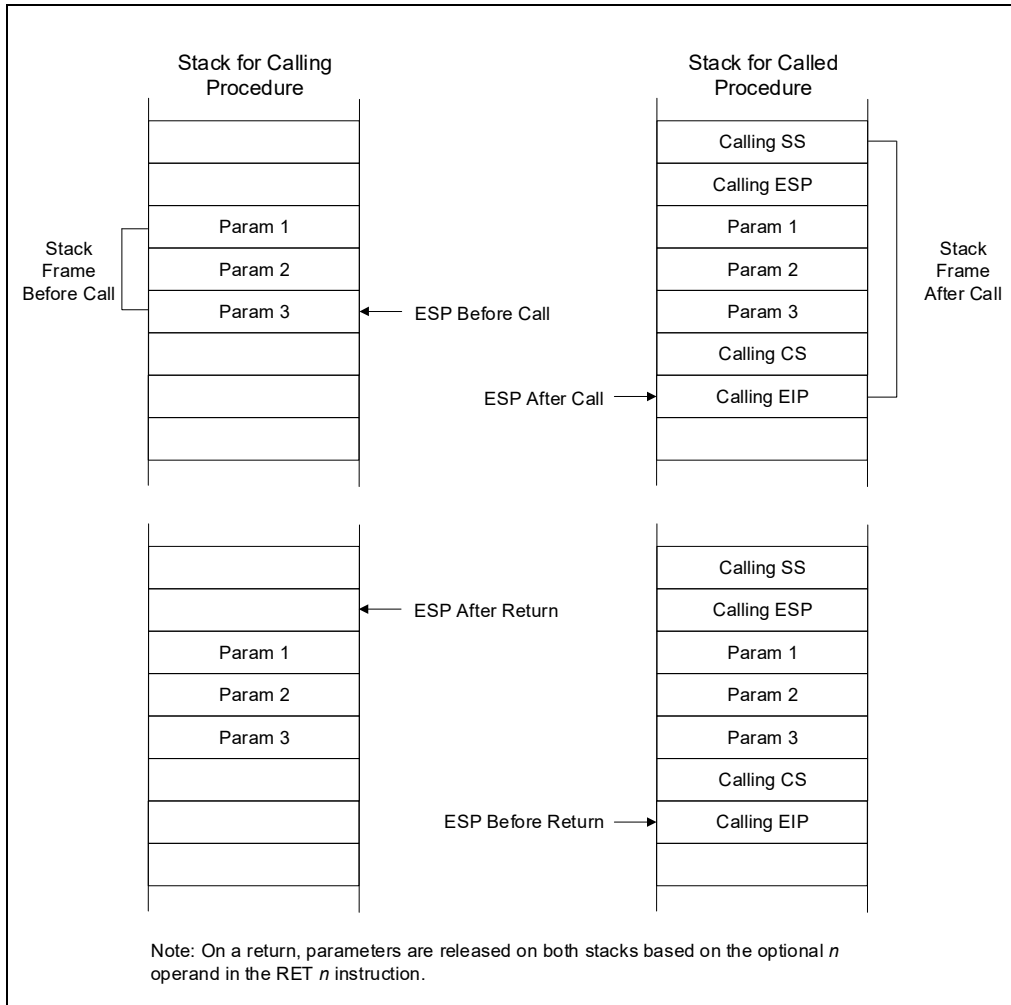 Stack for Calling
Procedure
Stack for Called
Procedure
Calling SS
Calling ESP
Stack
Frame
Before Call
Param 1
Param 1
Stack
Frame
After Call
Param 2
Param 2
Param 3
ESP Before Call
Param 3
Calling CS
ESP After Call
Calling EIP
Calling SS
ESP After Return
Calling ESP
Param 1
Param 1
Param 2
Param 2
Param 3
Param 3
Calling CS
ESP Before Return
Calling EIP
Note: On a return, parameters are released on both stacks based on the optional n
operand in the RET n instruction.